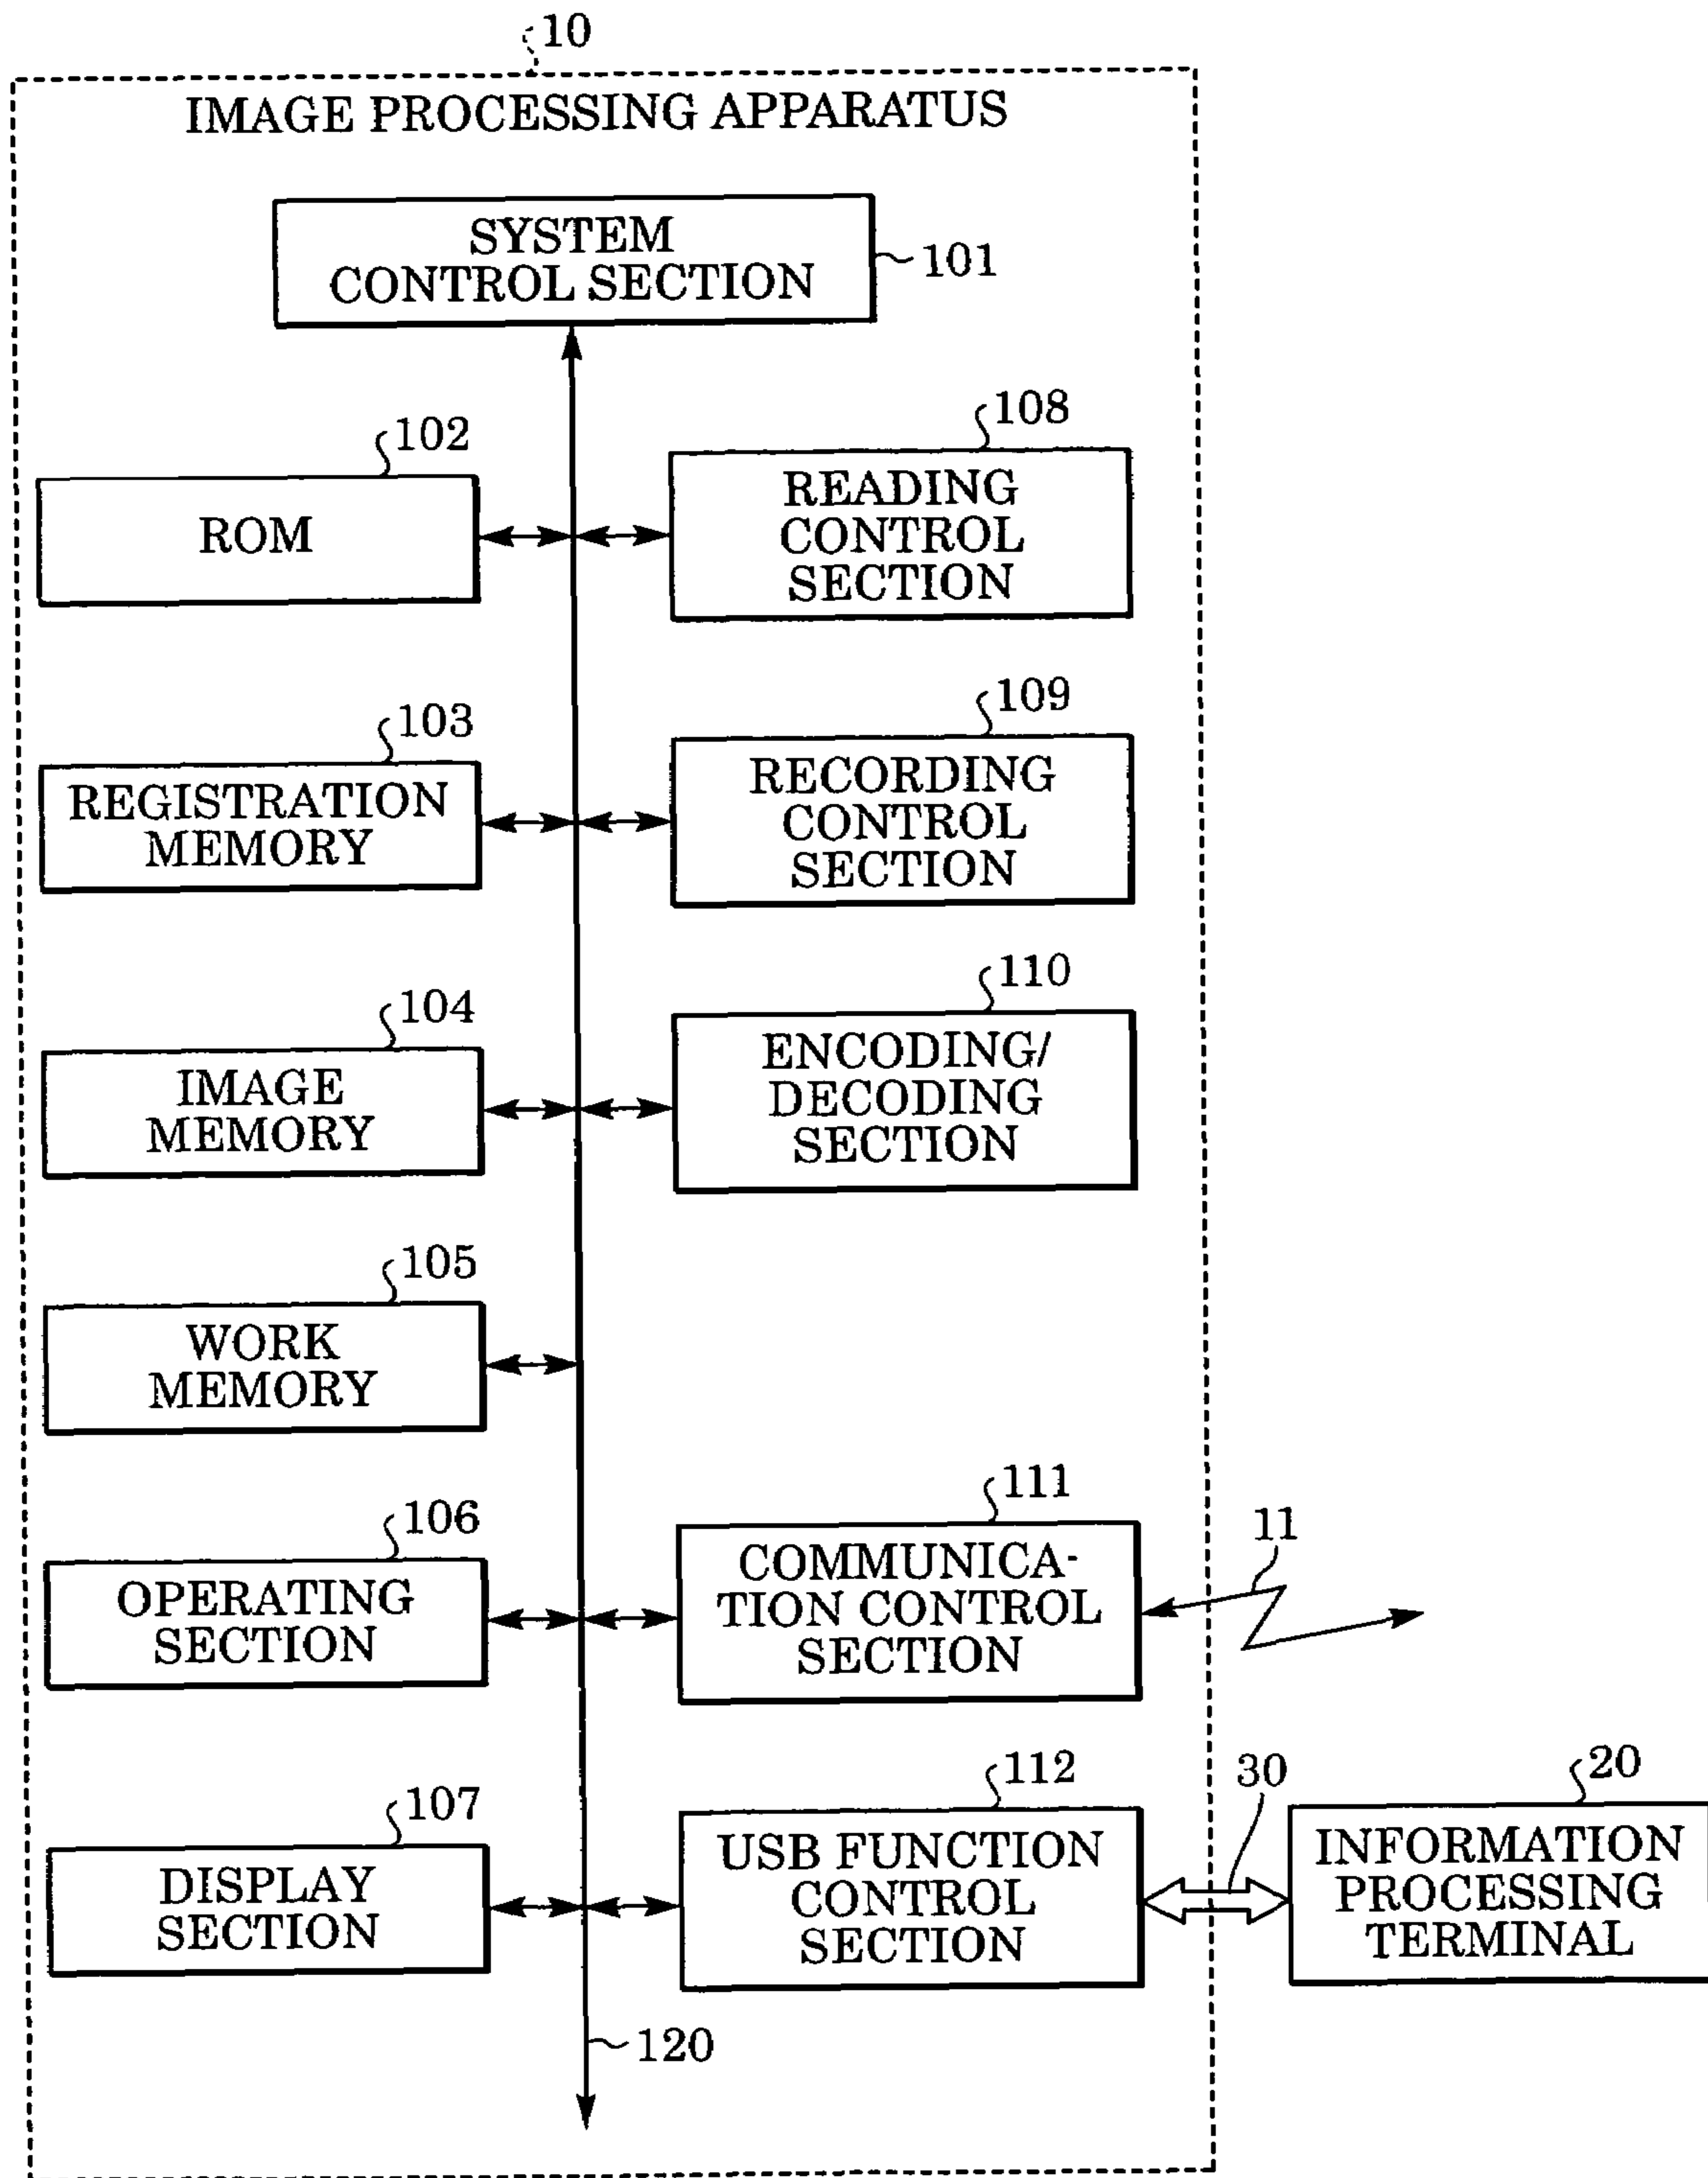 10
IMAGE PROCESSING APPARATUS
SYSTEM
CONTROL SECTION
101
102
ROM
108
READING
CONTROL
SECTION
103
REGISTRATION
MEMORY
109
RECORDING
CONTROL
SECTION
104
IMAGE
MEMORY
110
ENCODING/
DECODING
SECTION
105
WORK
MEMORY
106
OPERATING
SECTION
111
COMMUNICA-
TION CONTROL
SECTION
11
107
DISPLAY
SECTION
112
USB FUNCTION
CONTROL
SECTION
30
20
INFORMATION
PROCESSING
TERMINAL
120